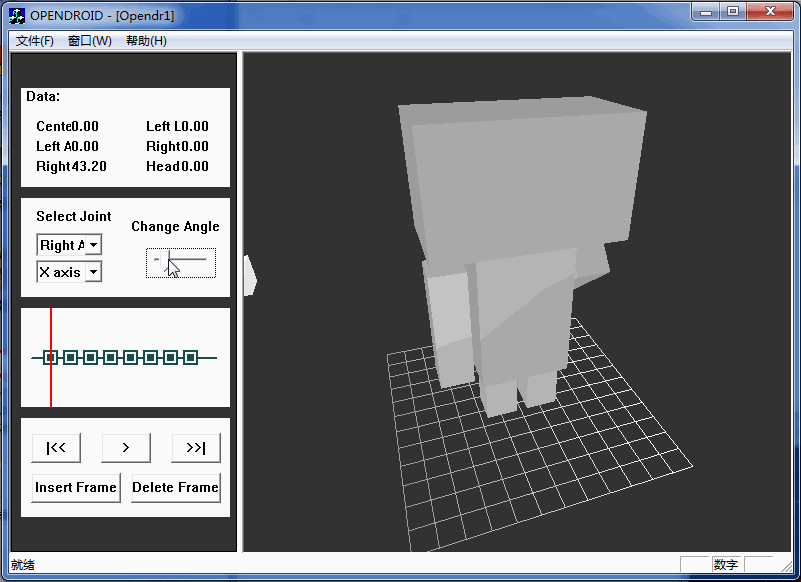 OPENDROID - [Opendr1]
文件(F) 窗口(W) 帮助(H)
Data:
Cente0.00 Left L0.00
Left A0.00 Right0.00
Right43.20 Head0.00
Select Joint
Change Angle
Right A
X axis
|<< > >>|
Insert Frame Delete Frame
就绪 数字